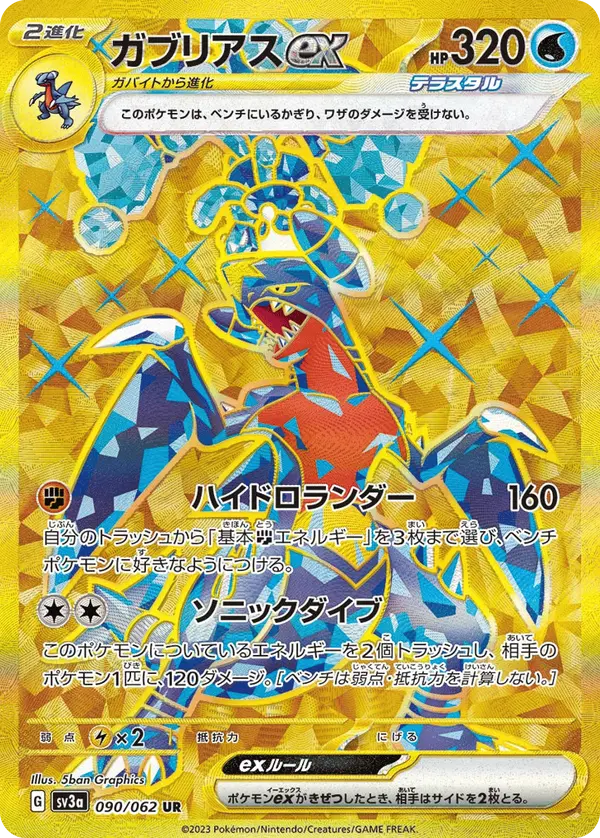 2進化
ガブリアスex
HP320
ガバイトから進化
テラスタル
このポケモンは、ベンチにいるかぎり、ワザのダメージを受けない。
ハイドロランダー 160
自分のトラッシュから「基本エネルギー」を3枚まで選び、ベンチ
ポケモンに好きなようにつける。
ソニックダイブ
このポケモンについているエネルギーを2個トラッシュし、相手の
ポケモン1匹に、120ダメージ。[ベンチは弱点・抵抗力を計算しない。]
弱点 ×2 抵抗力 にげる
Illus. 5ban Graphics
exルール
ポケモンexがきぜつしたとき、相手はサイドを2枚とる。
G sv3a 090/062 UR
©2023 Pokémon/Nintendo/Creatures/GAME FREAK.